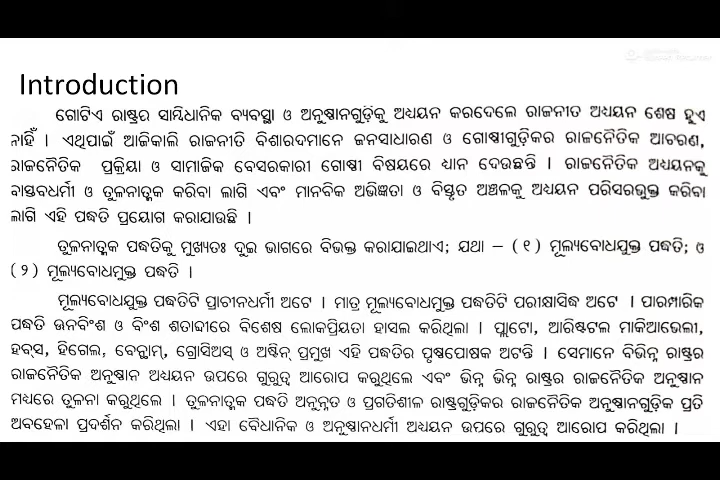 Introduction
ଗୋଟିଏ ରାଷ୍ଟ୍ରର ସାମ୍ବିଧାନିକ ବ୍ୟବସ୍ଥା ଓ ଅନୁଷ୍ଠାନଗୁଡ଼ିକୁ ଅଧ୍ୟୟନ କରଦେଲେ ରାଜନୀତି ଅଧ୍ୟୟନ ଶେଷ ହୁଏ
ନାହିଁ । ଏଥିପାଇଁ ଆଜିକାଲି ରାଜନୀତି ବିଶାରଦମାନେ ଜନସାଧାରଣ ଓ ଗୋଷ୍ଠୀଗୁଡ଼ିକର ରାଜନୈତିକ ଆଚରଣ,
ରାଜନୈତିକ ପ୍ରକ୍ରିୟା ଓ ସାମାଜିକ ବେସରକାରୀ ଗୋଷ୍ଠୀ ବିଷୟରେ ଧ୍ୟାନ ଦେଉଛନ୍ତି । ରାଜନୈତିକ ଅଧ୍ୟୟନକୁ
ବାସ୍ତବଧର୍ମୀ ଓ ତୁଳନାତ୍ମକ କରିବା ଲାଗି ଏବଂ ମାନବିକ ଅଭିଜ୍ଞତା ଓ ବିସ୍ତୃତ ଅଞ୍ଚଳକୁ ଅଧ୍ୟୟନ ପରିସରଭୁକ୍ତ କରିବା
ଲାଗି ଏହି ପଦ୍ଧତି ପ୍ରୟୋଗ କରାଯାଉଛି ।
ତୁଳନାତ୍ମକ ପଦ୍ଧତିକୁ ମୁଖ୍ୟତଃ ଦୁଇ ଭାଗରେ ବିଭକ୍ତ କରାଯାଇଥାଏ; ଯଥା – (୧) ମୂଲ୍ୟବୋଧଯୁକ୍ତ ପଦ୍ଧତି; ଓ
(୨) ମୂଲ୍ୟବୋଧମୁକ୍ତ ପଦ୍ଧତି ।
ମୂଲ୍ୟବୋଧଯୁକ୍ତ ପଦ୍ଧତିଟି ପ୍ରାଚୀନଧର୍ମୀ ଅଟେ । ମାତ୍ର ମୂଲ୍ୟବୋଧମୁକ୍ତ ପଦ୍ଧତିଟି ପରୀକ୍ଷାସିଦ୍ଧ ଅଟେ । ପାରମ୍ପାରିକ
ପଦ୍ଧତି ଊନବିଂଶ ଓ ବିଂଶ ଶତାବ୍ଦୀରେ ବିଶେଷ ଲୋକପ୍ରିୟତା ହାସଲ କରିଥିଲା । ପ୍ଲାଟୋ, ଆରିଷ୍ଟଟଲ ମାକିଆଭେଲୀ,
ହବ୍‌ସ, ହିଗେଲ, ବେନ୍ଥାମ୍, ଗ୍ରୋସିଅସ୍ ଓ ଅଷ୍ଟିନ୍ ପ୍ରମୁଖ ଏହି ପଦ୍ଧତିର ପୃଷ୍ଠପୋଷକ ଅଟନ୍ତି । ସେମାନେ ବିଭିନ୍ନ ରାଷ୍ଟ୍ରର
ରାଜନୈତିକ ଅନୁଷ୍ଠାନ ଅଧ୍ୟୟନ ଉପରେ ଗୁରୁତ୍ୱ ଆରୋପ କରୁଥିଲେ ଏବଂ ଭିନ୍ନ ଭିନ୍ନ ରାଷ୍ଟ୍ରର ରାଜନୈତିକ ଅନୁଷ୍ଠାନ
ମଧ୍ୟରେ ତୁଳନା କରୁଥିଲେ । ତୁଳନାତ୍ମକ ପଦ୍ଧତି ଅନୁନ୍ନତ ଓ ପ୍ରଗତିଶୀଳ ରାଷ୍ଟ୍ରଗୁଡ଼ିକର ରାଜନୈତିକ ଅନୁଷ୍ଠାନଗୁଡ଼ିକ ପ୍ରତି
ଅବହେଳା ପ୍ରଦର୍ଶନ କରିଥିଲା । ଏହା ବୈଧାନିକ ଓ ଅନୁଷ୍ଠାନଧର୍ମୀ ଅଧ୍ୟୟନ ଉପରେ ଗୁରୁତ୍ୱ ଆରୋପ କରିଥିଲା ।